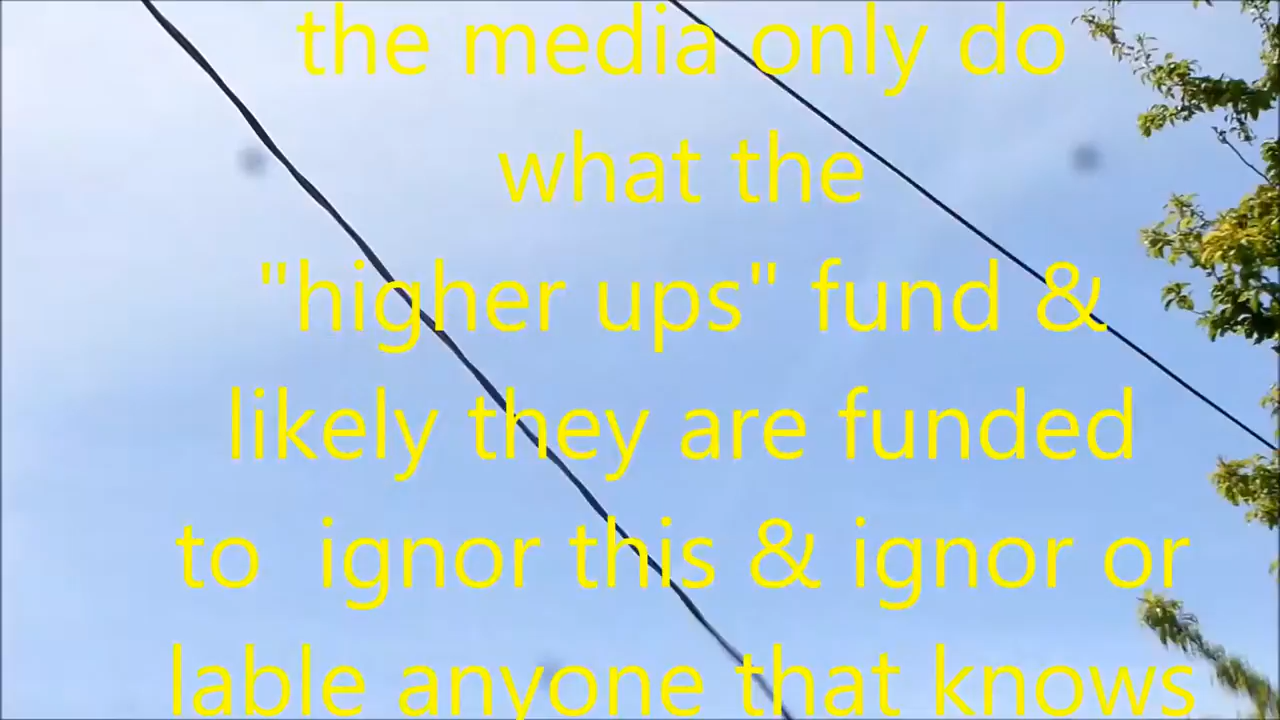 the media only do
what the
"higher ups" fund &
likely they are funded
to  ignor this & ignor or
lable anyone that knows